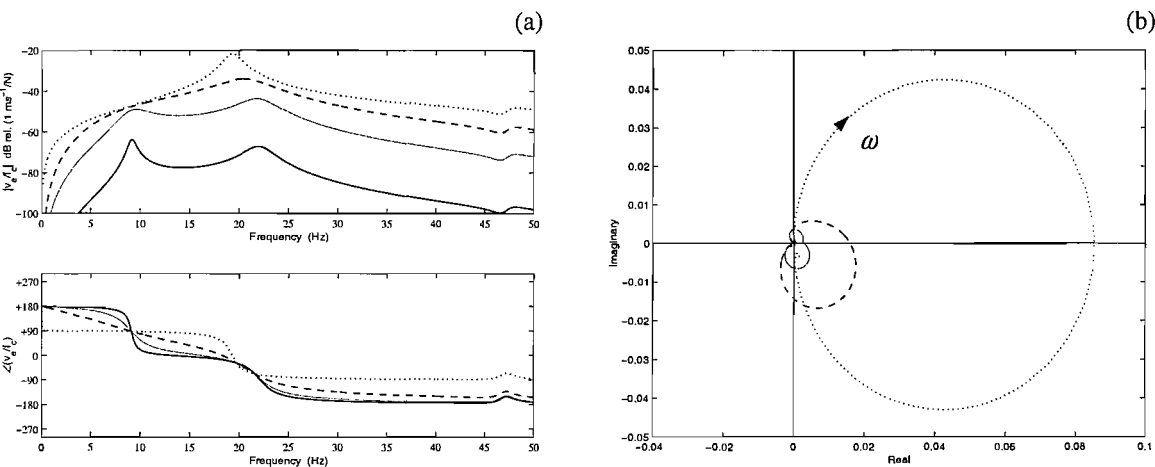 (a)
−20
−40
−60
−80
−100
|v_e/f_c| dB rel. (1 ms⁻¹/N)
0 5 10 15 20 25 30 35 40 45 50
Frequency (Hz)
+270
+180
+90
0
−90
−180
−270
∠(v_e/f_c)
0 5 10 15 20 25 30 35 40 45 50
Frequency (Hz)
(b)
0.05
0.04
0.03
0.02
0.01
0
−0.01
−0.02
−0.03
−0.04
−0.05
Imaginary
ω
−0.04 −0.02 0 0.02 0.04 0.06 0.08 0.1
Real